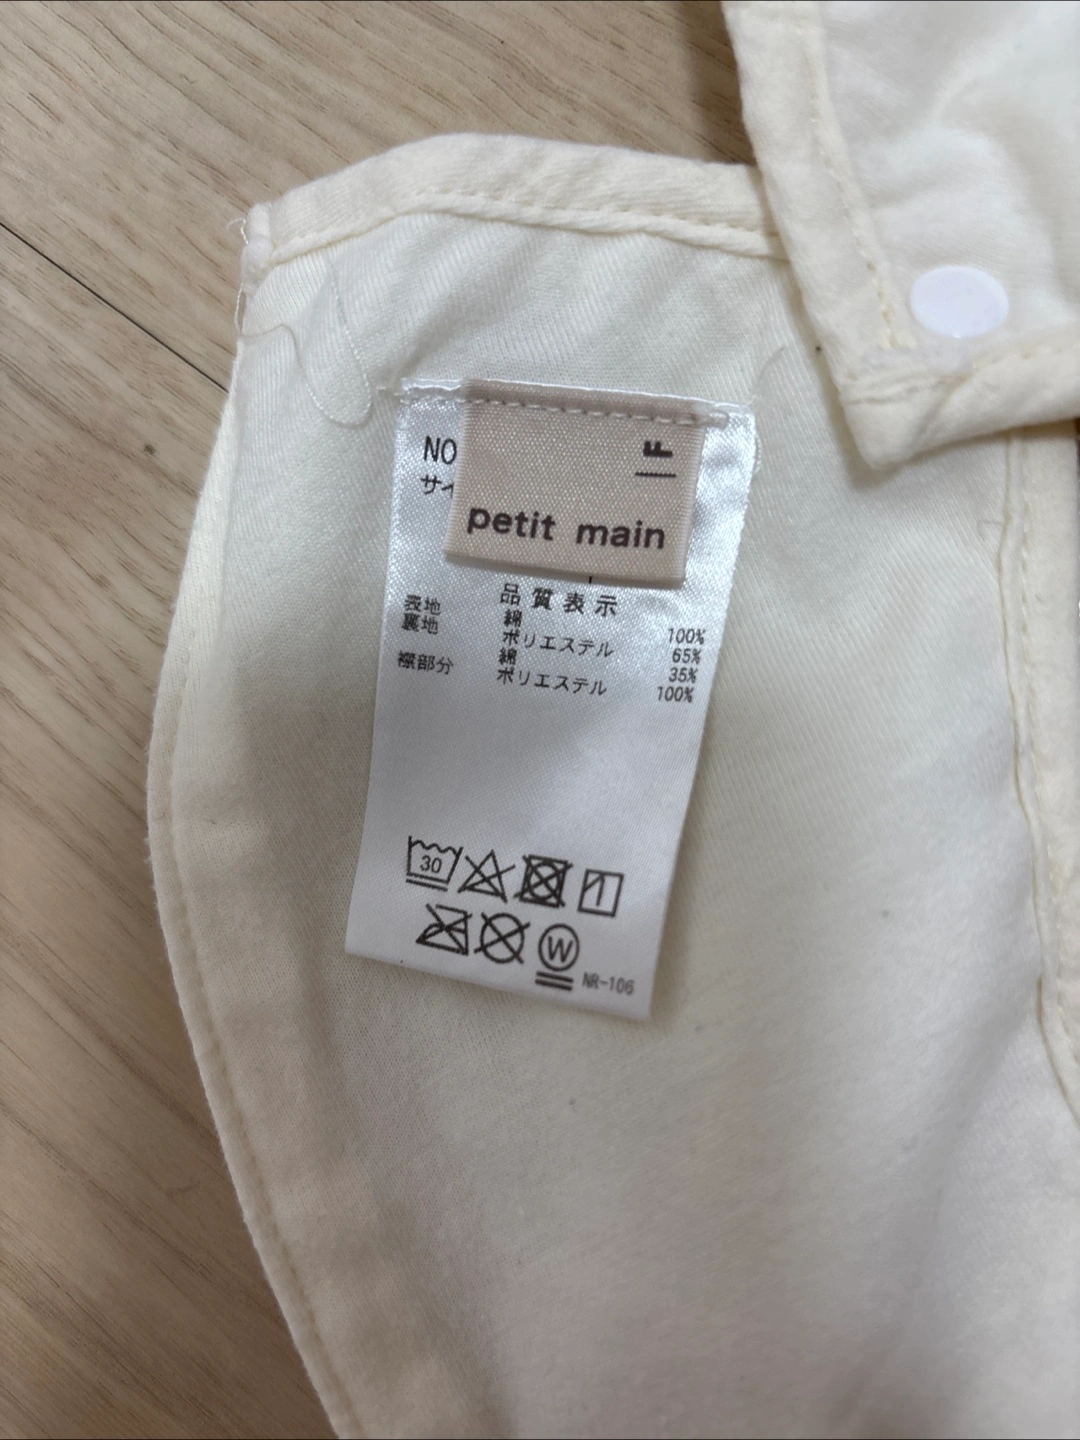 NO
サイ
F
petit main
品質表示
表地 綿 100%
裏地 ポリエステル 65%
綿 35%
襟部分 ポリエステル 100%
30
W
NR-106